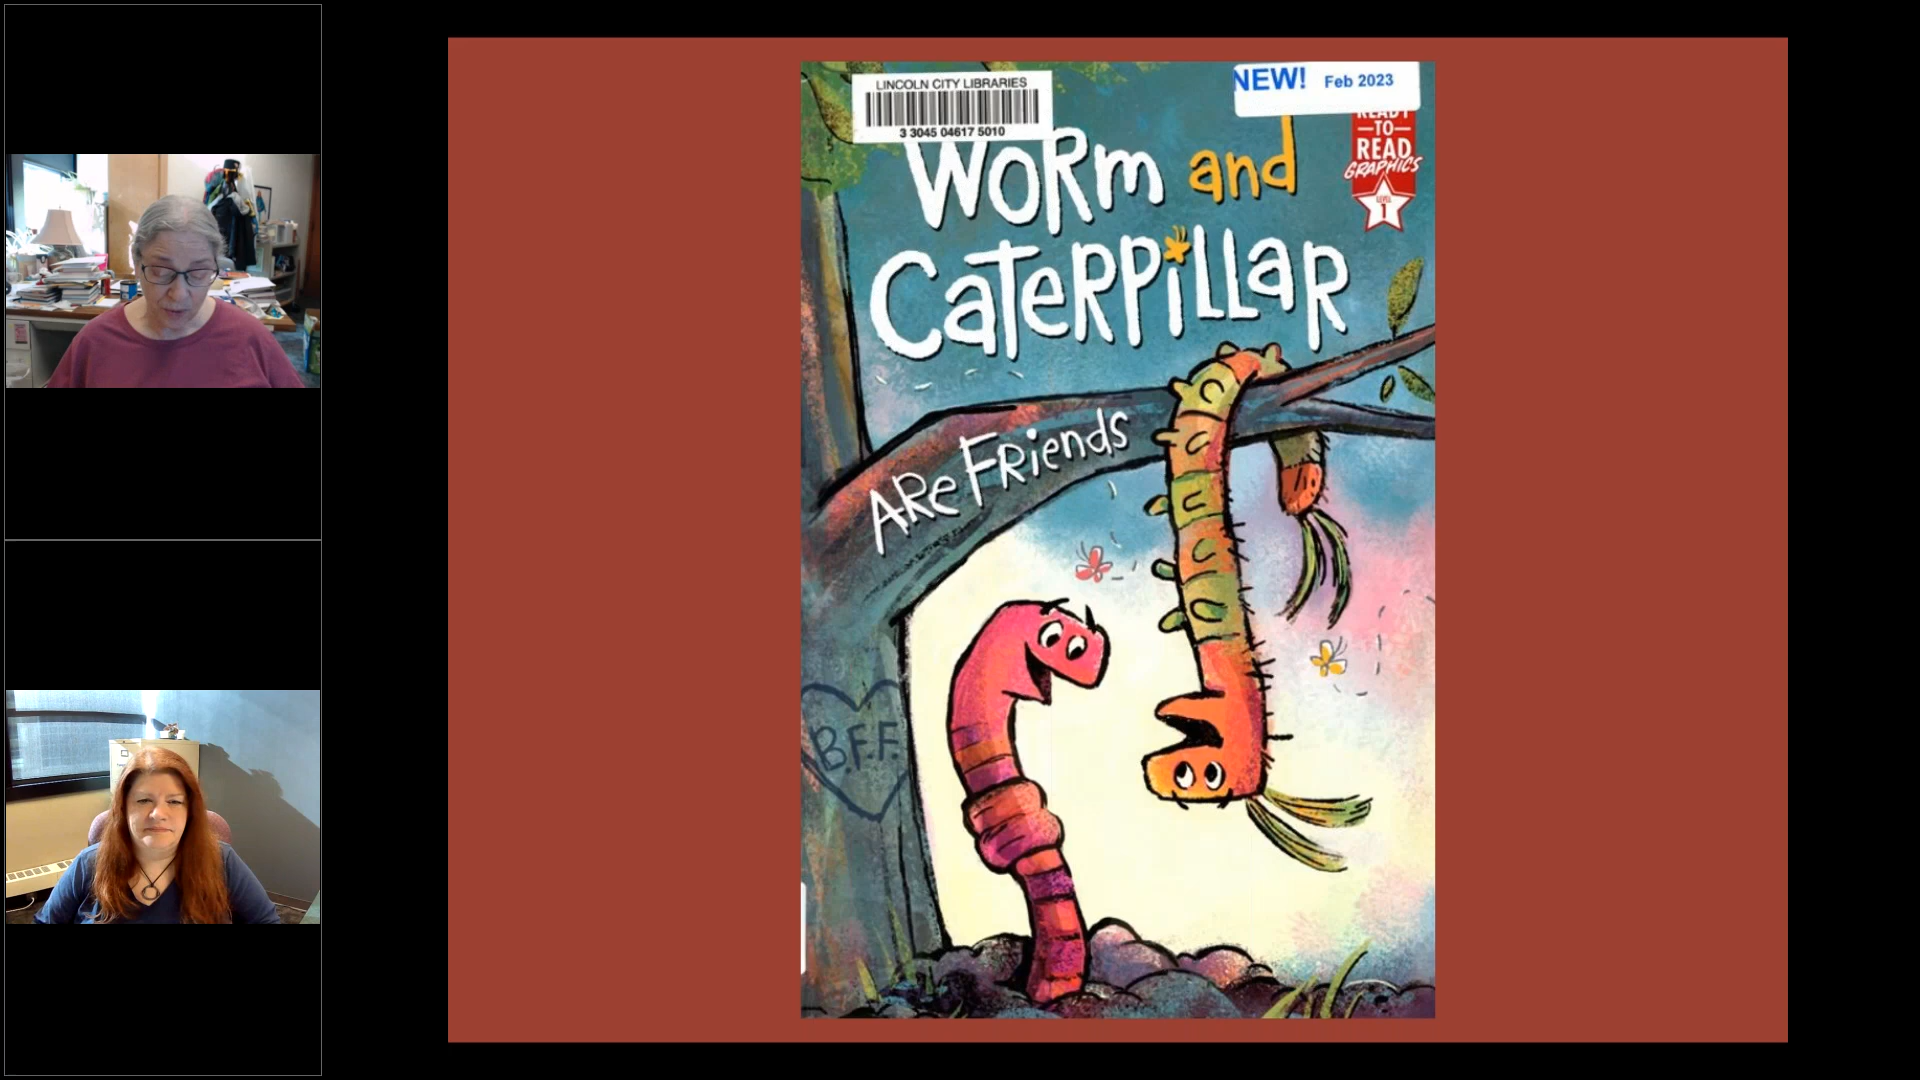 LINCOLN CITY LIBRARIES
3 3045 04617 5010
NEW! Feb 2023
READY
-TO-
READ
GRAPHICS
LEVEL
1
WORm and
CaTeRPiLLaR
ARe FRiends
B.F.F.